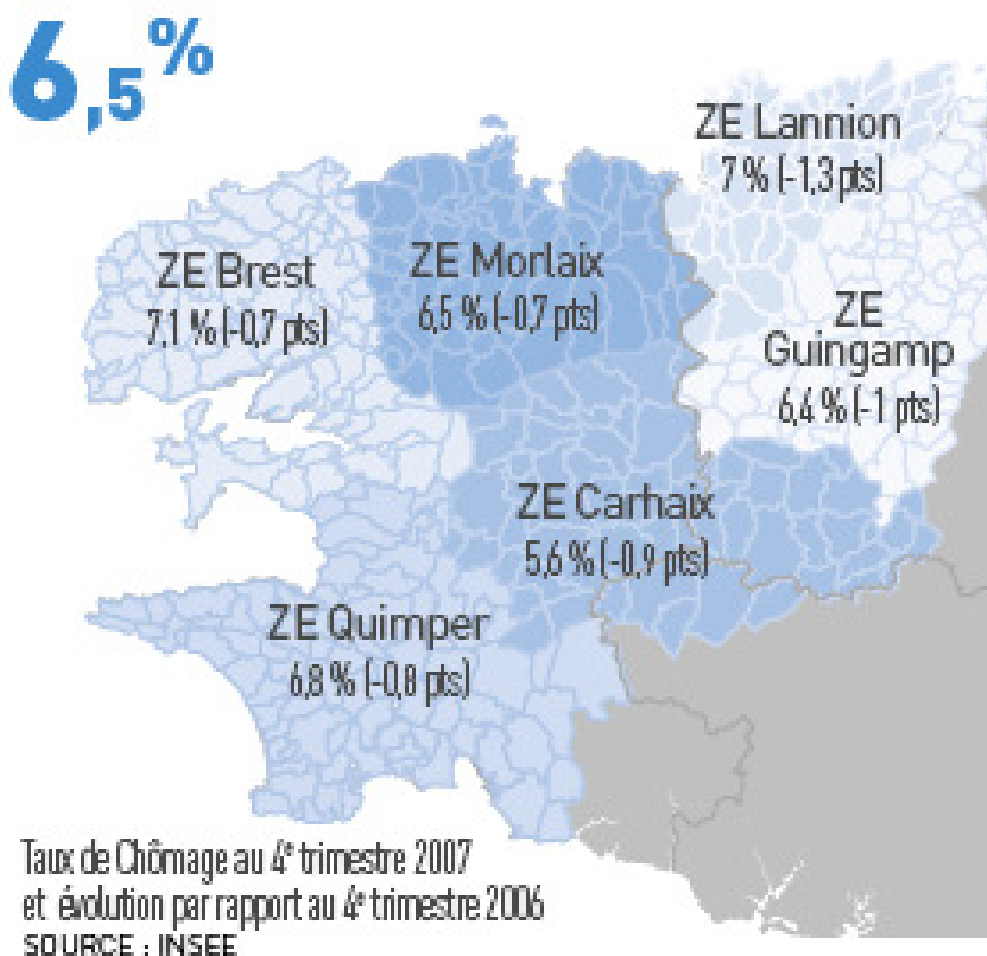 6,5 %
ZE Lannion
7 % (-1,3 pts)
ZE Brest
7,1 % (-0,7 pts)
ZE Morlaix
6,5 % (-0,7 pts)
ZE
Guingamp
6,4 % (-1 pts)
ZE Carhaix
5,6 % (-0,9 pts)
ZE Quimper
6,8 % (-0,8 pts)
Taux de Chômage au 4e trimestre 2007
et évolution par rapport au 4e trimestre 2006
SOURCE : INSEE